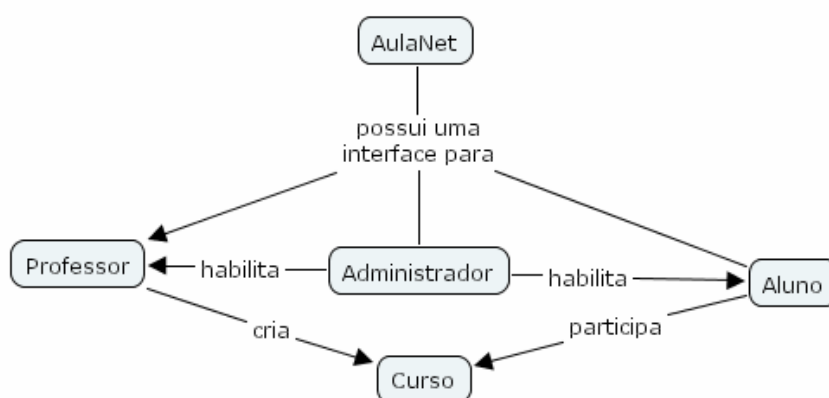 AulaNet
possui uma
interface para
Professor
habilita
Administrador
habilita
Aluno
cria
participa
Curso